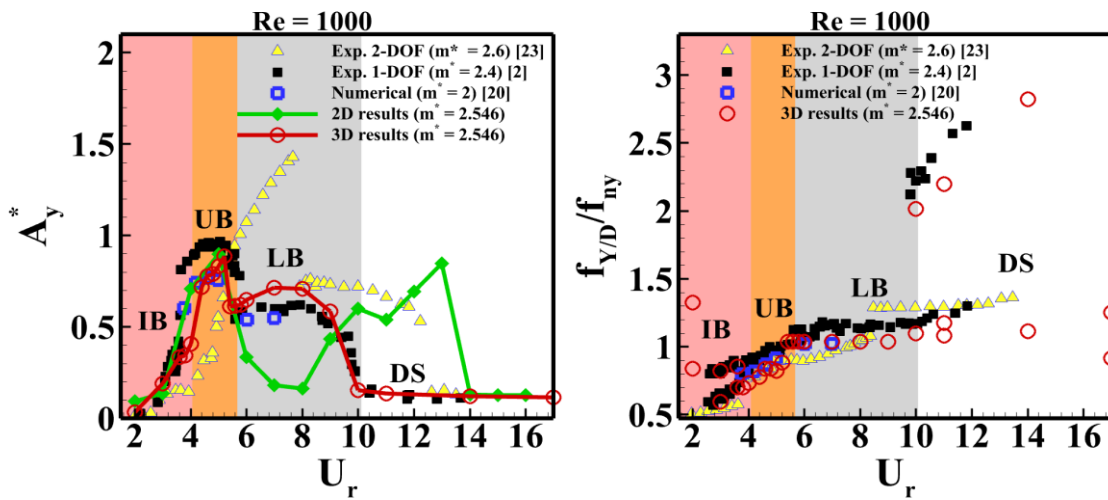 Re = 1000
Exp. 2-DOF (m* = 2.6) [23]
Exp. 1-DOF (m* = 2.4) [2]
Numerical (m* = 2) [20]
2D results (m* = 2.546)
3D results (m* = 2.546)
2
1.5
1
0.5
0
A*y
IB
UB
LB
DS
2 4 6 8 10 12 14 16
Ur
Re = 1000
Exp. 2-DOF (m* = 2.6) [23]
Exp. 1-DOF (m* = 2.4) [2]
Numerical (m* = 2) [20]
3D results (m* = 2.546)
3
2.5
2
1.5
1
0.5
fY/D/fny
IB
UB
LB
DS
2 4 6 8 10 12 14 16
Ur